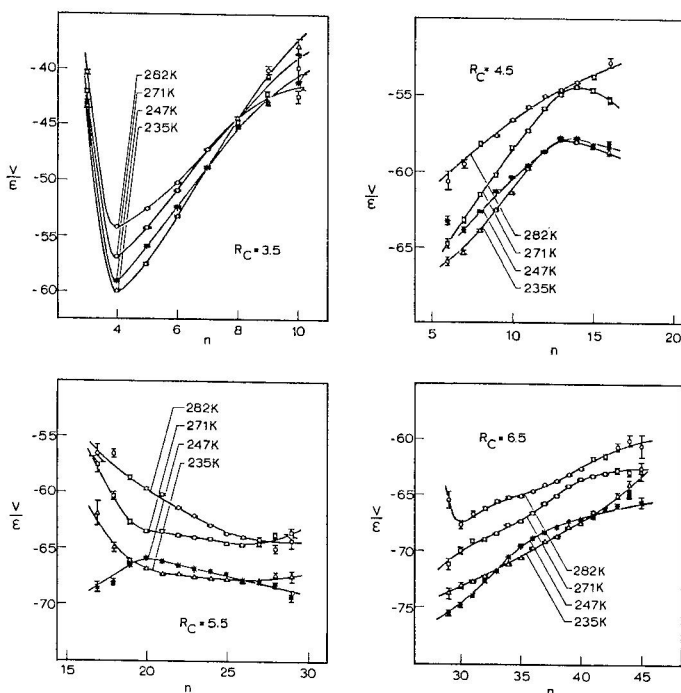 -40
-45
-50
-55
-60
V
ε
282K
271K
247K
235K
R_C = 3.5
4
6
8
10
n
-55
-60
-65
V
ε
R_C = 4.5
282K
271K
247K
235K
5
10
15
20
n
-55
-60
-65
-70
V
ε
282K
271K
247K
235K
R_C = 5.5
15
20
25
30
n
-60
-65
-70
-75
V
ε
R_C = 6.5
282K
271K
247K
235K
30
35
40
45
n